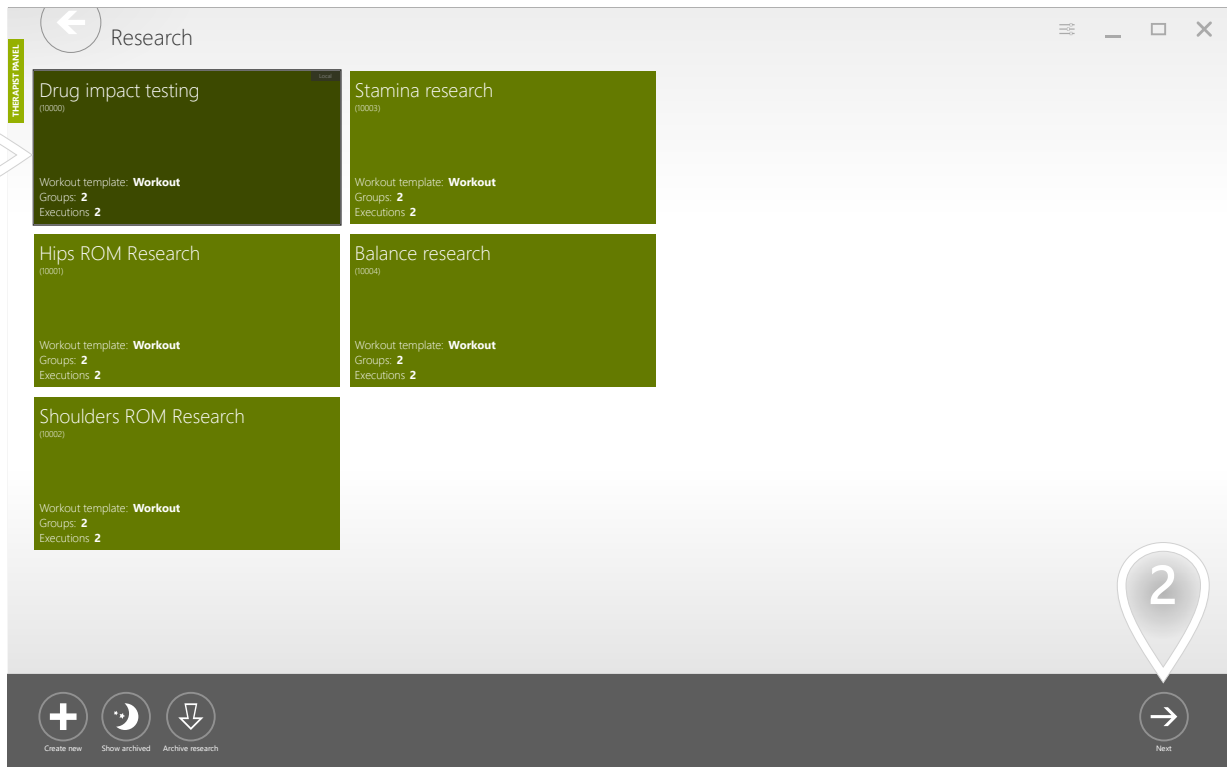 Research
THERAPIST PANEL
Local
Drug impact testing
(10000)
Workout template: Workout
Groups: 2
Executions 2
Stamina research
(10003)
Workout template: Workout
Groups: 2
Executions 2
Hips ROM Research
(10001)
Workout template: Workout
Groups: 2
Executions 2
Balance research
(10004)
Workout template: Workout
Groups: 2
Executions 2
Shoulders ROM Research
(10002)
Workout template: Workout
Groups: 2
Executions 2
2
Create new
Show archived
Archive research
Next